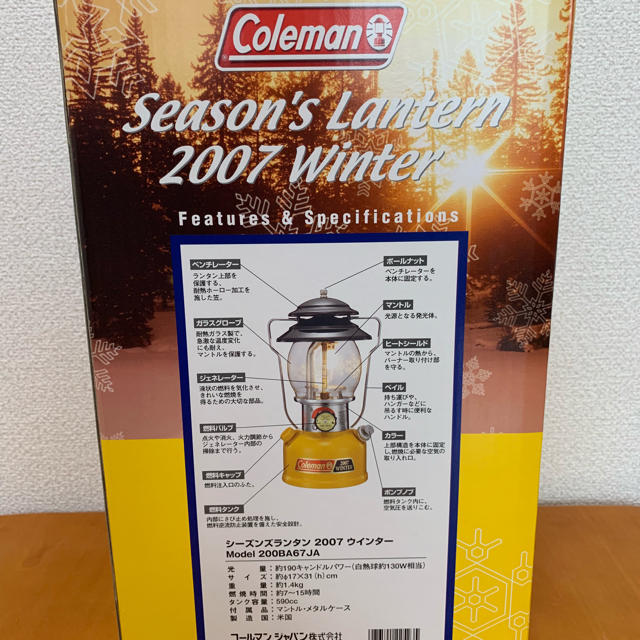 Coleman
Season's Lantern
2007 Winter
Features & Specifications
ベンチレーター
ランタン上部を
保護する、
耐熱ホーロー加工を
施した笠。
ガラスグローブ
耐熱ガラス製で、
急激な温度変化
にも耐え、
マントルを保護する。
ジェネレーター
液状の燃料を気化させ、
きれいな燃焼を
得るための大切な部品。
燃料バルブ
点火や消火、火力調節から
ジェネレーター内部の
掃除まで行う。
燃料キャップ
燃料注入口のふた。
燃料タンク
内部にさび止め処理を施し、
燃料逆流防止装置を備えた安全設計。
ボールナット
ベンチレーターを
本体に固定する。
マントル
光源となる発光体。
ヒートシールド
マントルの熱から、
バーナー取り付け部
を守る。
ベイル
持ち運びや、
ハンガーなどに
吊るす時に便利な
ハンドル。
カラー
上部構造を本体に固定
し、燃焼に必要な空気の
取り入れ口。
ポンプノブ
燃料タンク内に、
空気圧を送りこむ。
Coleman
2007
WINTER
シーズンズランタン 2007 ウインター
Model 200BA67JA
光量：約190キャンドルパワー(白熱球約130W相当)
サイズ：約φ17×31(h)cm
重量：約1.4kg
燃焼時間：約7〜15時間
タンク容量：590cc
付属品：マントル・メタルケース
製造国：米国
コールマン ジャパン株式会社